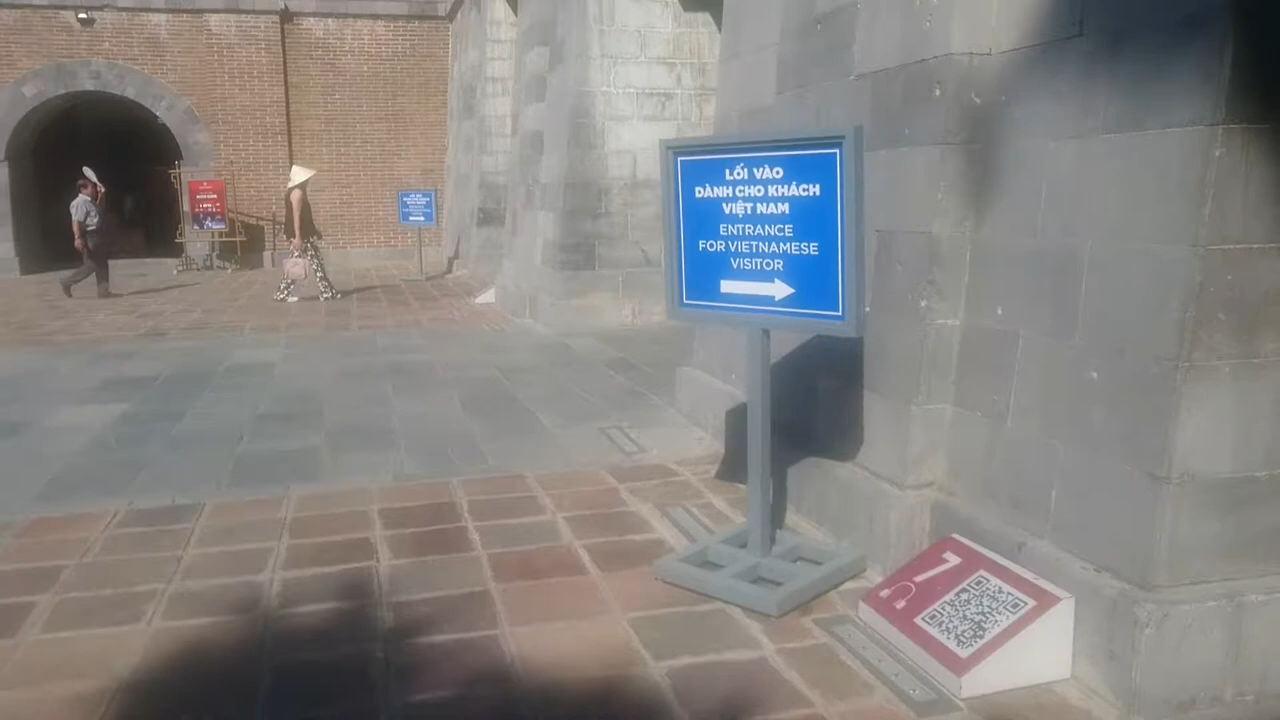 LỐI VÀO
DÀNH CHO KHÁCH
VIỆT NAM
ENTRANCE
FOR VIETNAMESE
VISITOR
7